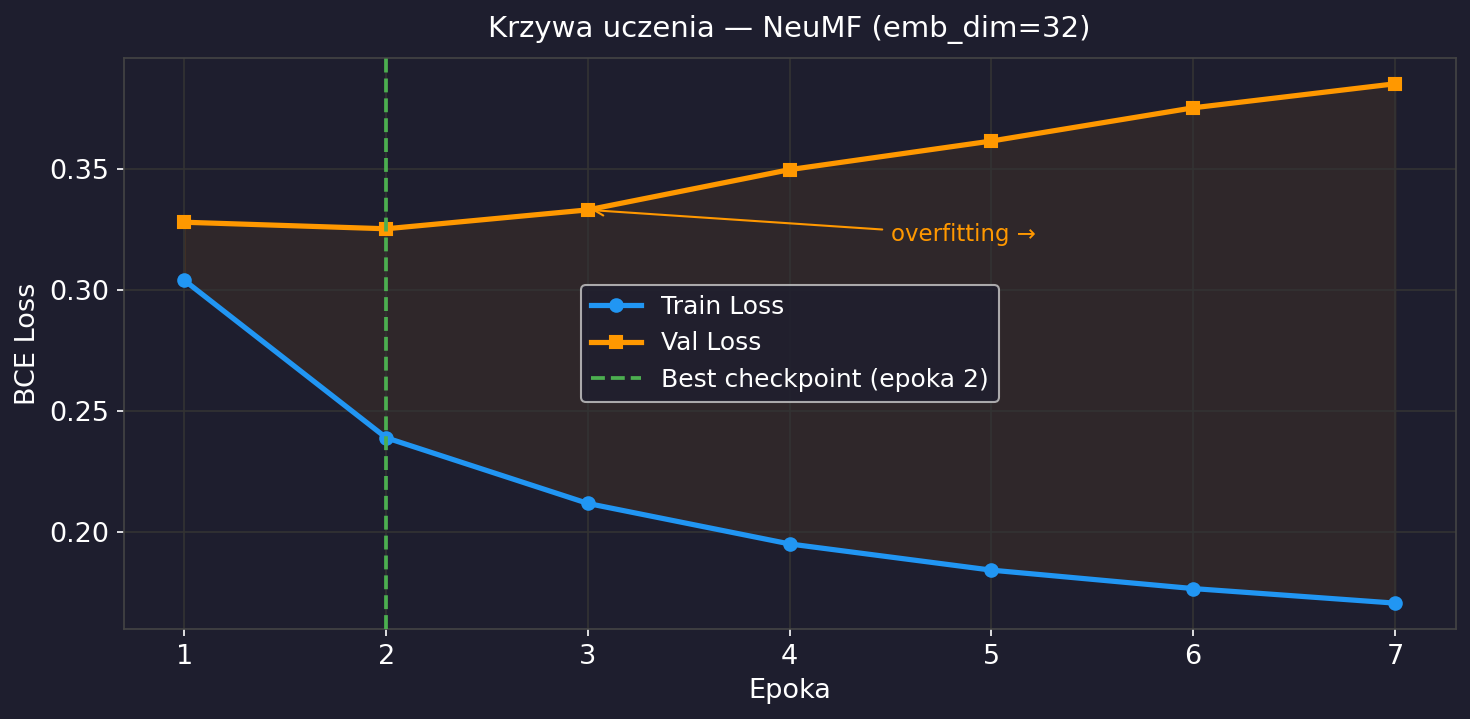 Krzywa uczenia — NeuMF (emb_dim=32)
BCE Loss
0.35
0.30
0.25
0.20
overfitting →
Train Loss
Val Loss
Best checkpoint (epoka 2)
1 2 3 4 5 6 7
Epoka